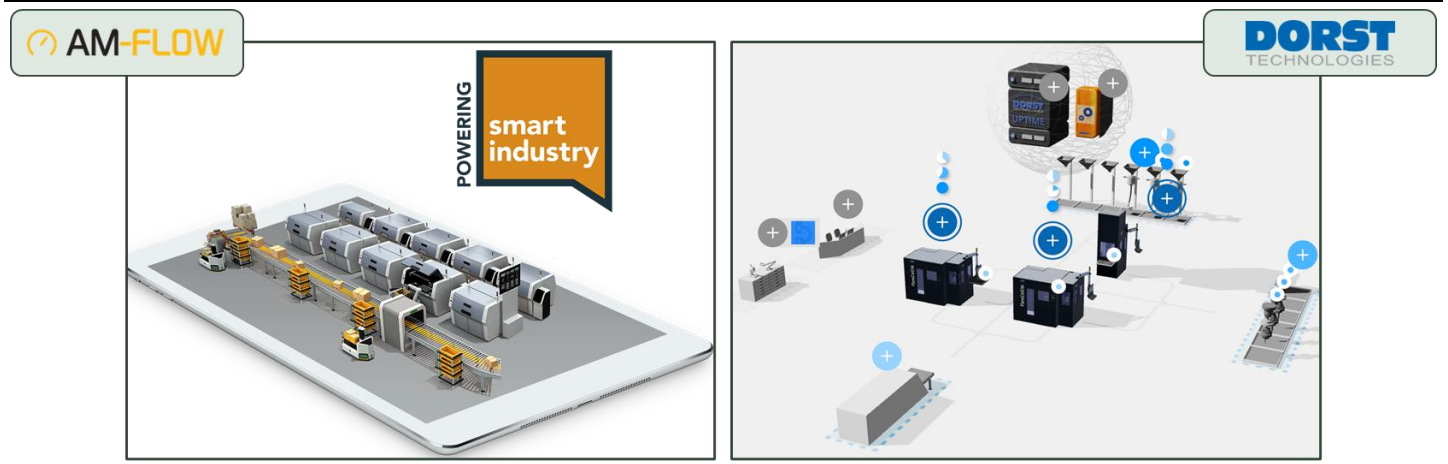 AM-FLOW
POWERING
smart
industry
DORST
TECHNOLOGIES
DORST
UPTIME